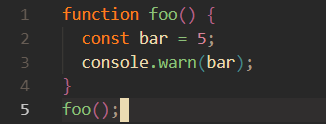 1 function foo() {
2   const bar = 5;
3   console.warn(bar);
4 }
5 foo();